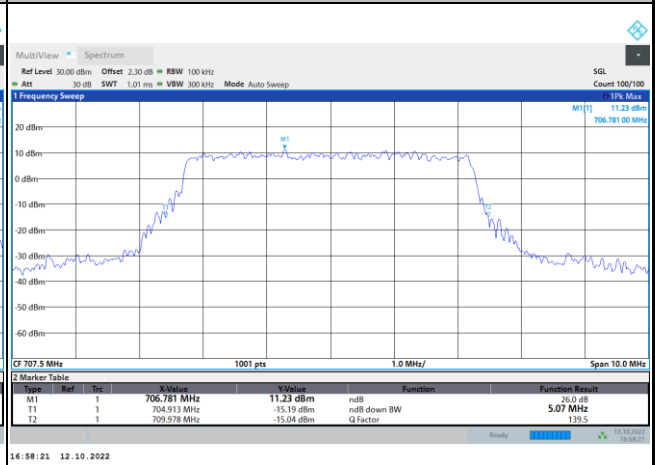 MultiView Spectrum
Ref Level 30.00 dBm Offset 2.30 dB RBW 100 kHz SGL
Att 30 dB SWT 1.01 ms VBW 300 kHz Mode Auto Sweep Count 100/100
1 Frequency Sweep 1Pk Max
M1[1] 11.23 dBm
706.781 00 MHz
20 dBm
M1
10 dBm
0 dBm
-10 dBm
T1 T2
-20 dBm
-30 dBm
-40 dBm
-50 dBm
-60 dBm
CF 707.5 MHz 1001 pts 1.0 MHz/ Span 10.0 MHz
2 Marker Table
Type Ref Trc X-Value Y-Value Function Function Result
M1 1 706.781 MHz 11.23 dBm ndB 26.0 dB
T1 1 704.913 MHz -15.19 dBm ndB down BW 5.07 MHz
T2 1 709.978 MHz -15.04 dBm Q Factor 139.5
Ready 12.10.2022
16:58:21
16:58:21 12.10.2022